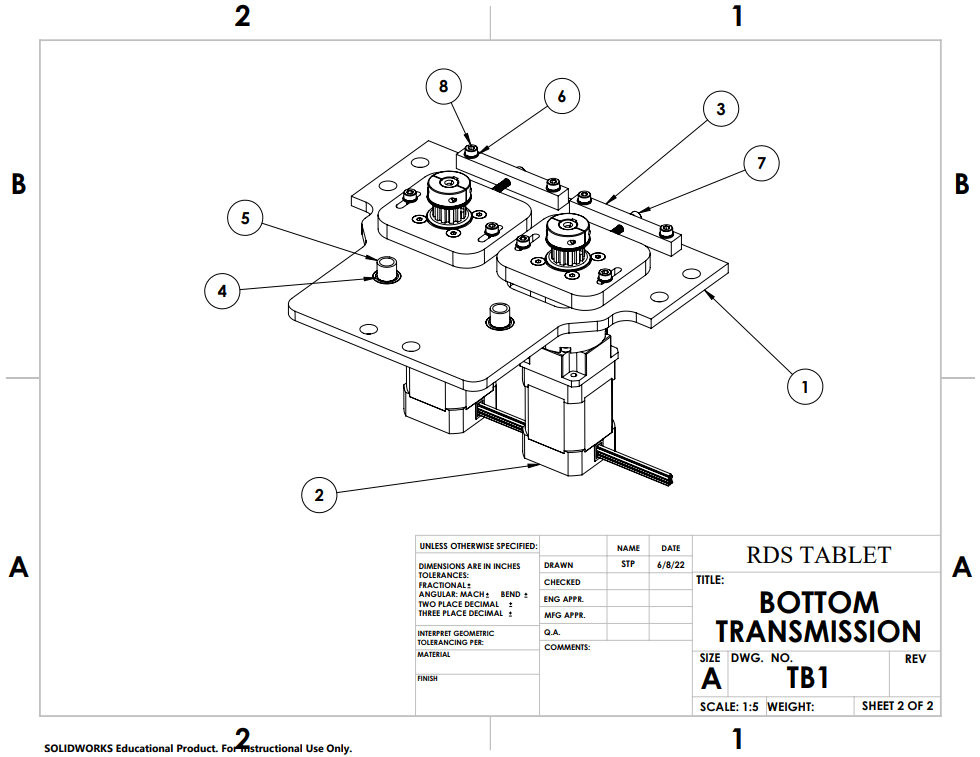 2 1
B B
8
6
3
7
5
4
1
2
A A
UNLESS OTHERWISE SPECIFIED:
DIMENSIONS ARE IN INCHES
TOLERANCES:
FRACTIONAL±
ANGULAR: MACH± BEND ±
TWO PLACE DECIMAL ±
THREE PLACE DECIMAL ±
INTERPRET GEOMETRIC
TOLERANCING PER:
MATERIAL
FINISH
NAME DATE
DRAWN STP 6/8/22
CHECKED
ENG APPR.
MFG APPR.
Q.A.
COMMENTS:
RDS TABLET
TITLE:
BOTTOM
TRANSMISSION
SIZE DWG. NO. REV
A TB1
SCALE: 1:5 WEIGHT: SHEET 2 OF 2
2 1
SOLIDWORKS Educational Product. For Instructional Use Only.